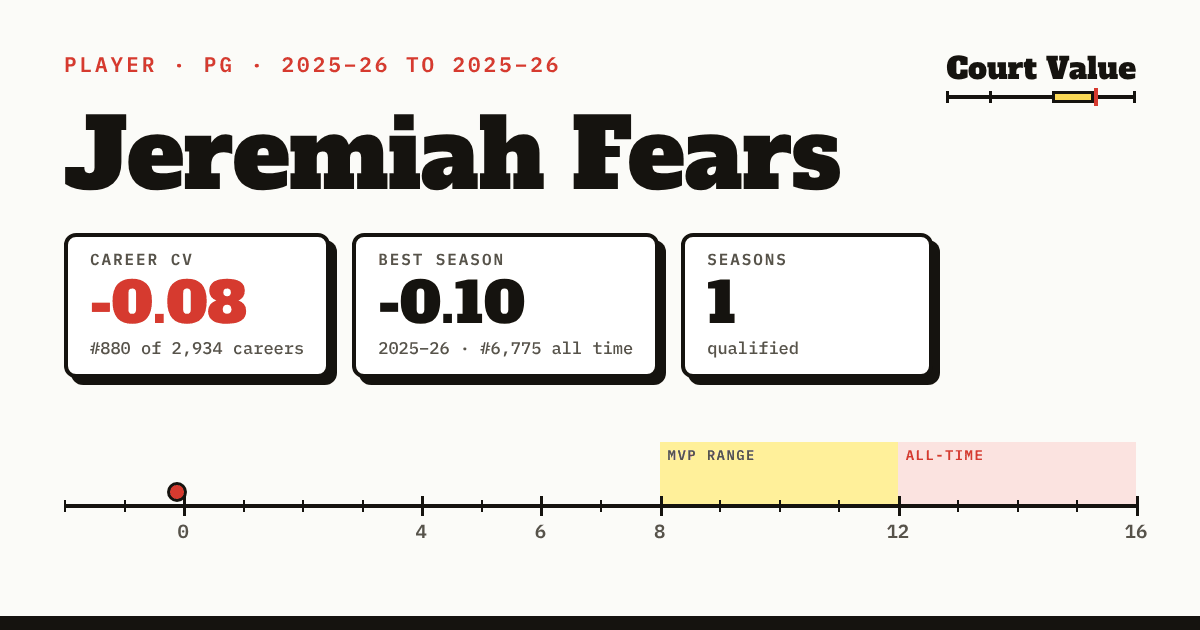 PLAYER · PG · 2025–26 TO 2025–26
Court Value
Jeremiah Fears
CAREER CV
-0.08
#880 of 2,934 careers
BEST SEASON
-0.10
2025–26 · #6,775 all time
SEASONS
1
qualified
MVP RANGE
ALL-TIME
0 4 6 8 12 16